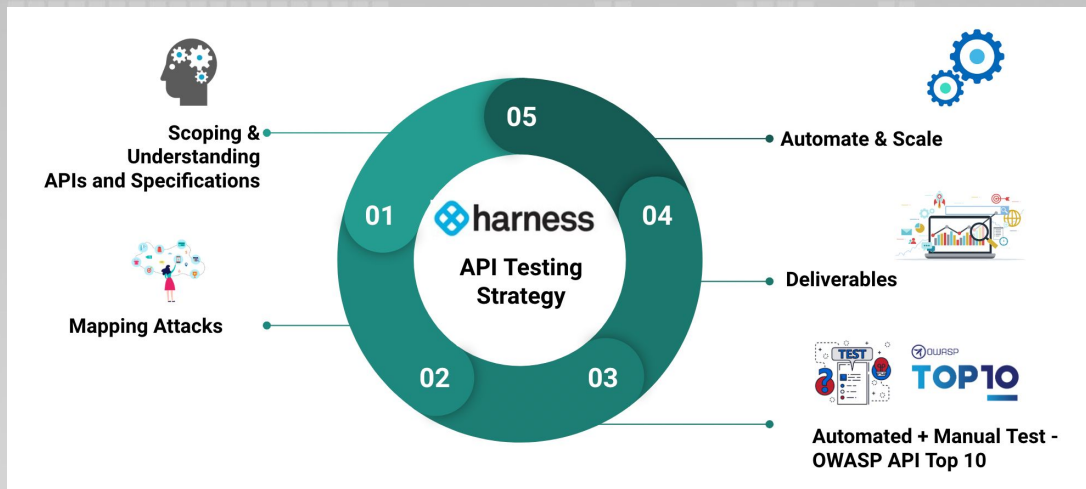 Scoping &
Understanding
APIs and Specifications
Mapping Attacks
01
02
03
04
05
harness
API Testing
Strategy
Automate & Scale
Deliverables
TEST
OWASP
TOP10
Automated + Manual Test -
OWASP API Top 10